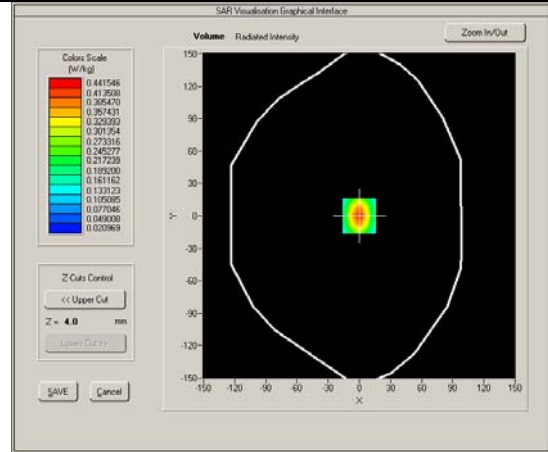 SAR Visualisation Graphical Interface
Volume Radiated Intensity
Zoom In/Out
Colors Scale
(W/kg)
0.441546
0.413508
0.385470
0.357431
0.329393
0.301354
0.273316
0.245277
0.217239
0.189200
0.161162
0.133123
0.105085
0.077046
0.049008
0.020969
Z-Cuts Control
<< Upper Cut
Z = 4.0 mm
Lower Cut >>
SAVE
Cancel
150
120
90
60
30
0
-30
-60
-90
-120
-150
Y
-150 -120 -90 -60 -30 0 30 60 90 120 150
X